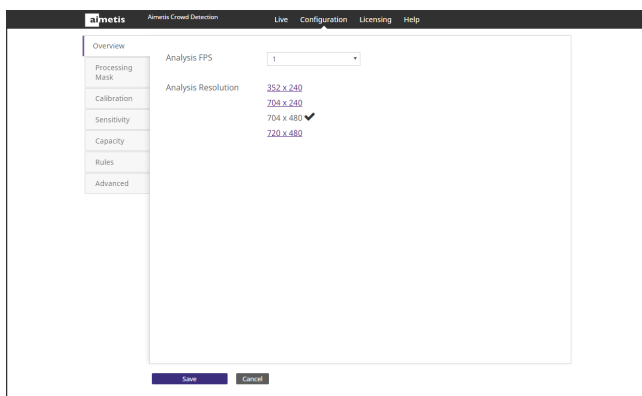 aimetis
Aimetis Crowd Detection
Live Configuration Licensing Help
Overview
Processing Mask
Calibration
Sensitivity
Capacity
Rules
Advanced
Analysis FPS 1
Analysis Resolution 352 x 240
704 x 240
704 x 480
720 x 480
Save Cancel